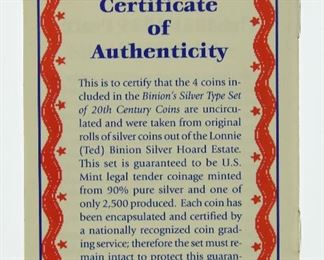 Certificate
of
Authenticity
This is to certify that the 4 coins in-
cluded in the Binion's Silver Type Set
of 20th Century Coins are uncircu-
lated and were taken from original
rolls of silver coins out of the Lonnie
(Ted) Binion Silver Hoard Estate.
This set is guaranteed to be U.S.
Mint legal tender coinage minted
from 90% pure silver and one of
only 2,500 produced. Each coin has
been encapsulated and certified by
a nationally recognized coin grad-
ing service; therefore the set must re-
main intact to protect this guaran-